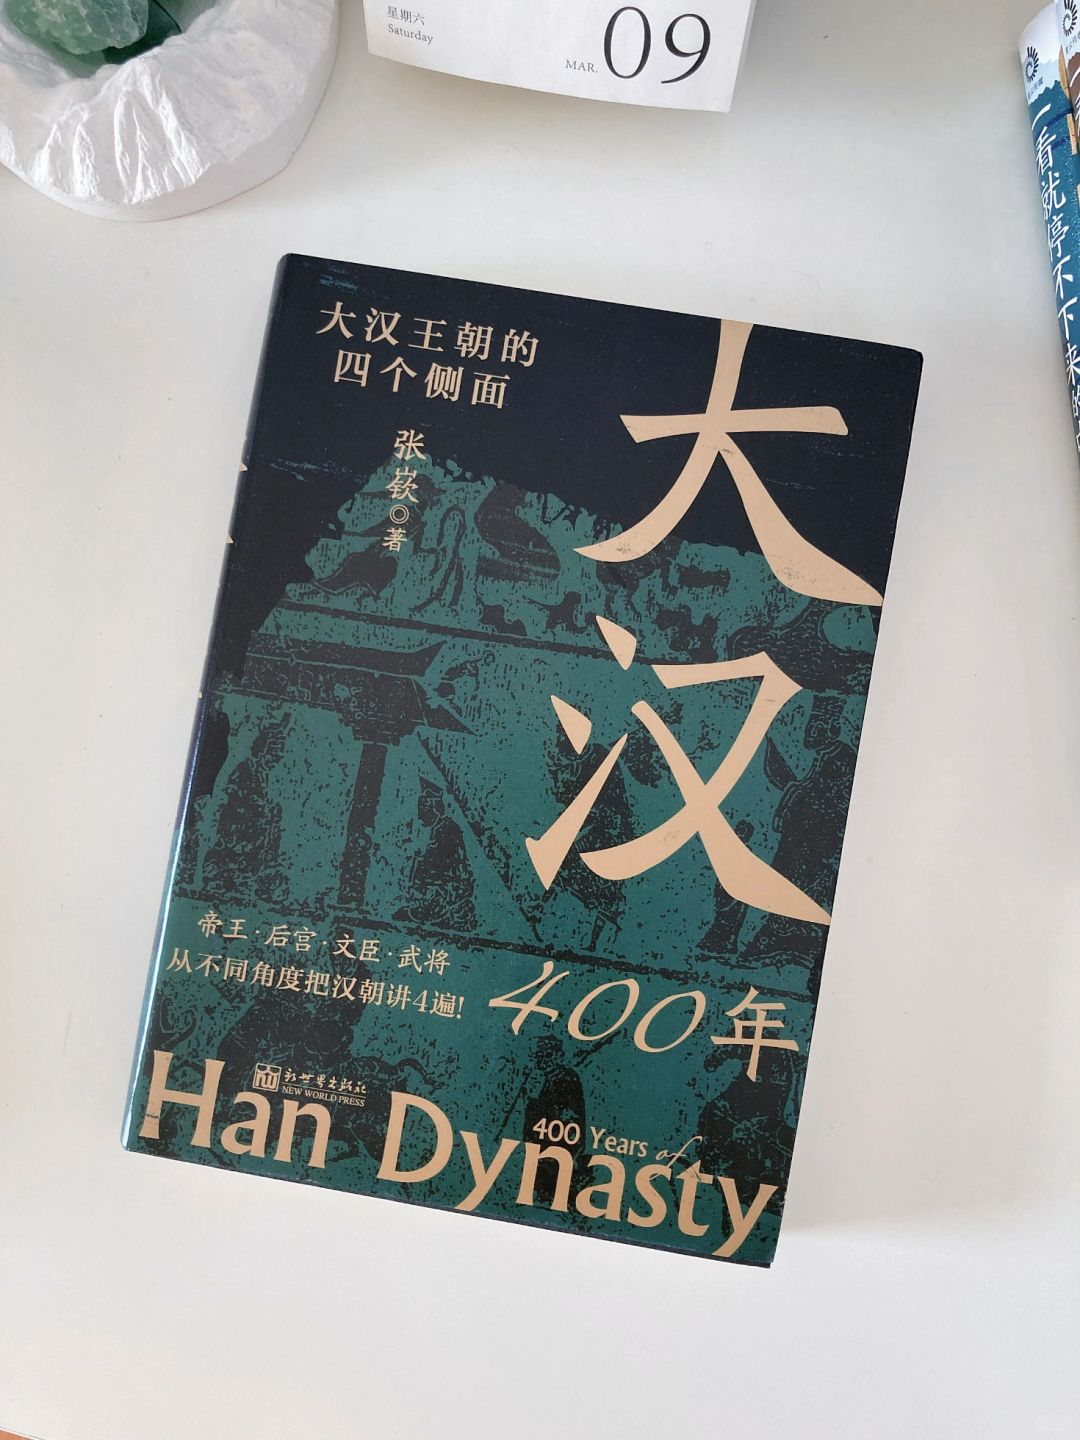 星期六
Saturday
MAR. 09
一看就停不下来的
大汉王朝的
四个侧面
张嵚◎著
大汉
400年
帝王·后宫·文臣·武将
从不同角度把汉朝讲4遍!
新世界出版社
NEW WORLD PRESS
400 Years of
Han Dynasty